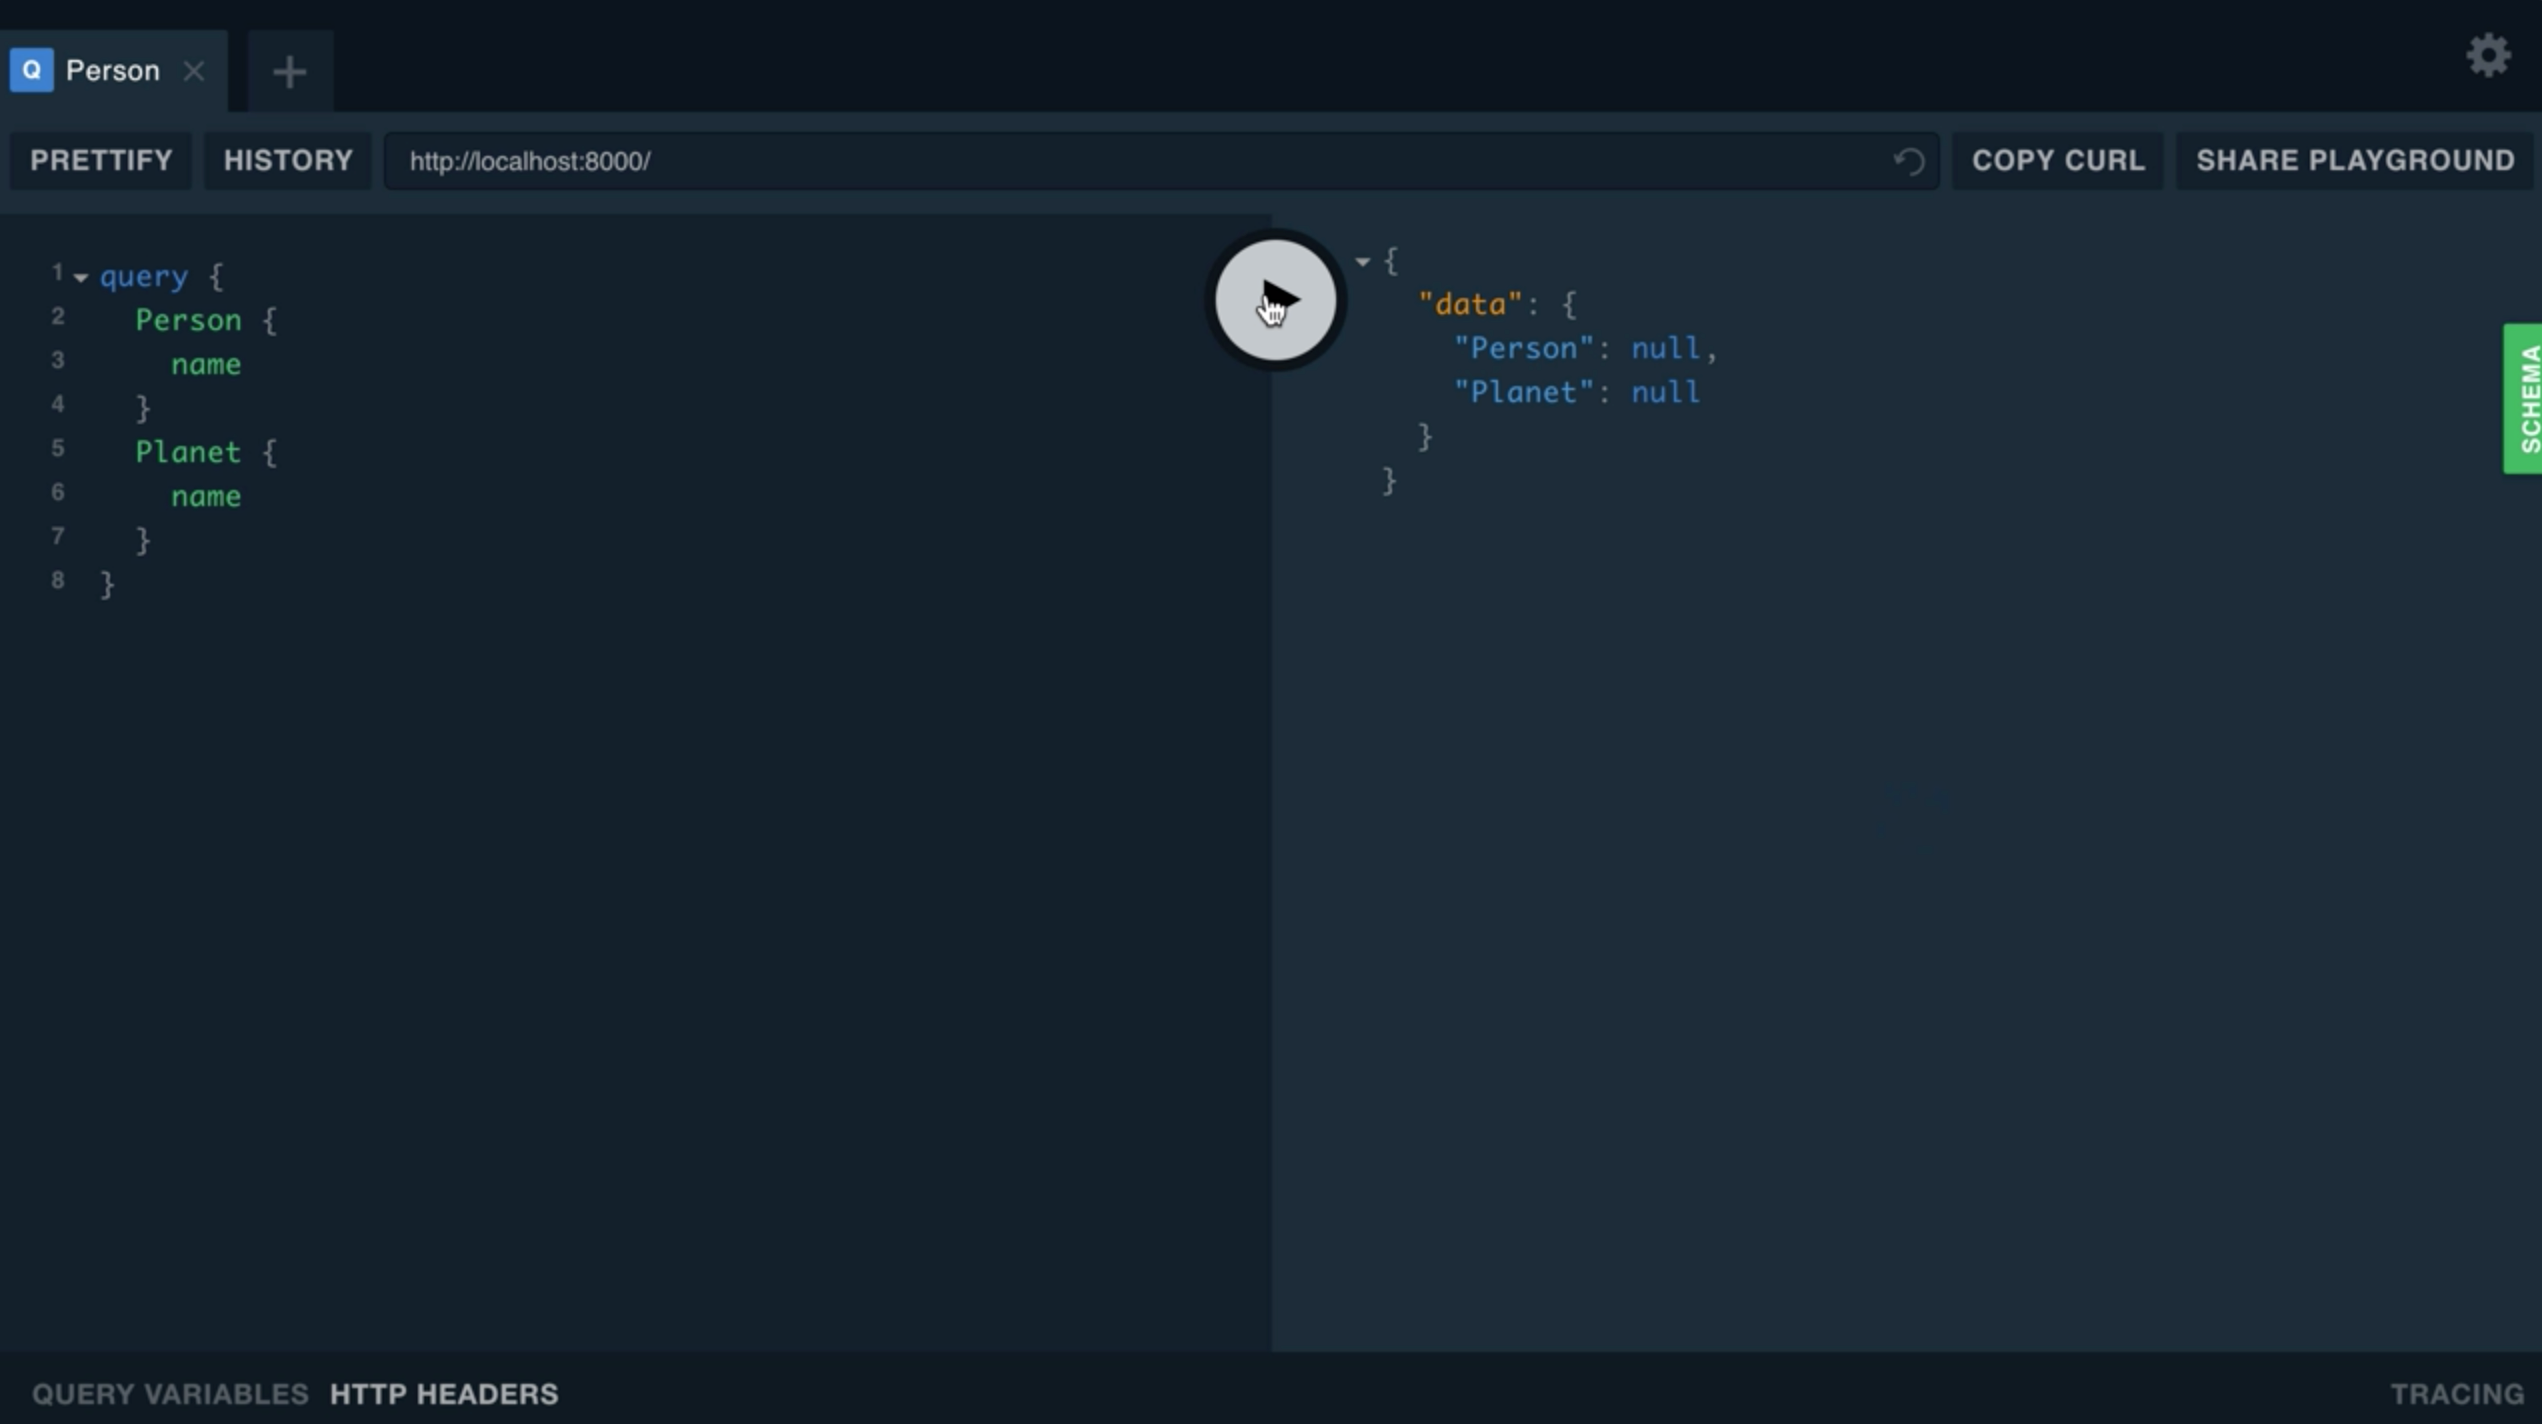 Q Person
PRETTIFY HISTORY http://localhost:8000/ COPY CURL SHARE PLAYGROUND
1 query {
2 Person {
3 name
4 }
5 Planet {
6 name
7 }
8 }
{
"data": {
"Person": null,
"Planet": null
}
}
SCHEMA
QUERY VARIABLES HTTP HEADERS TRACING